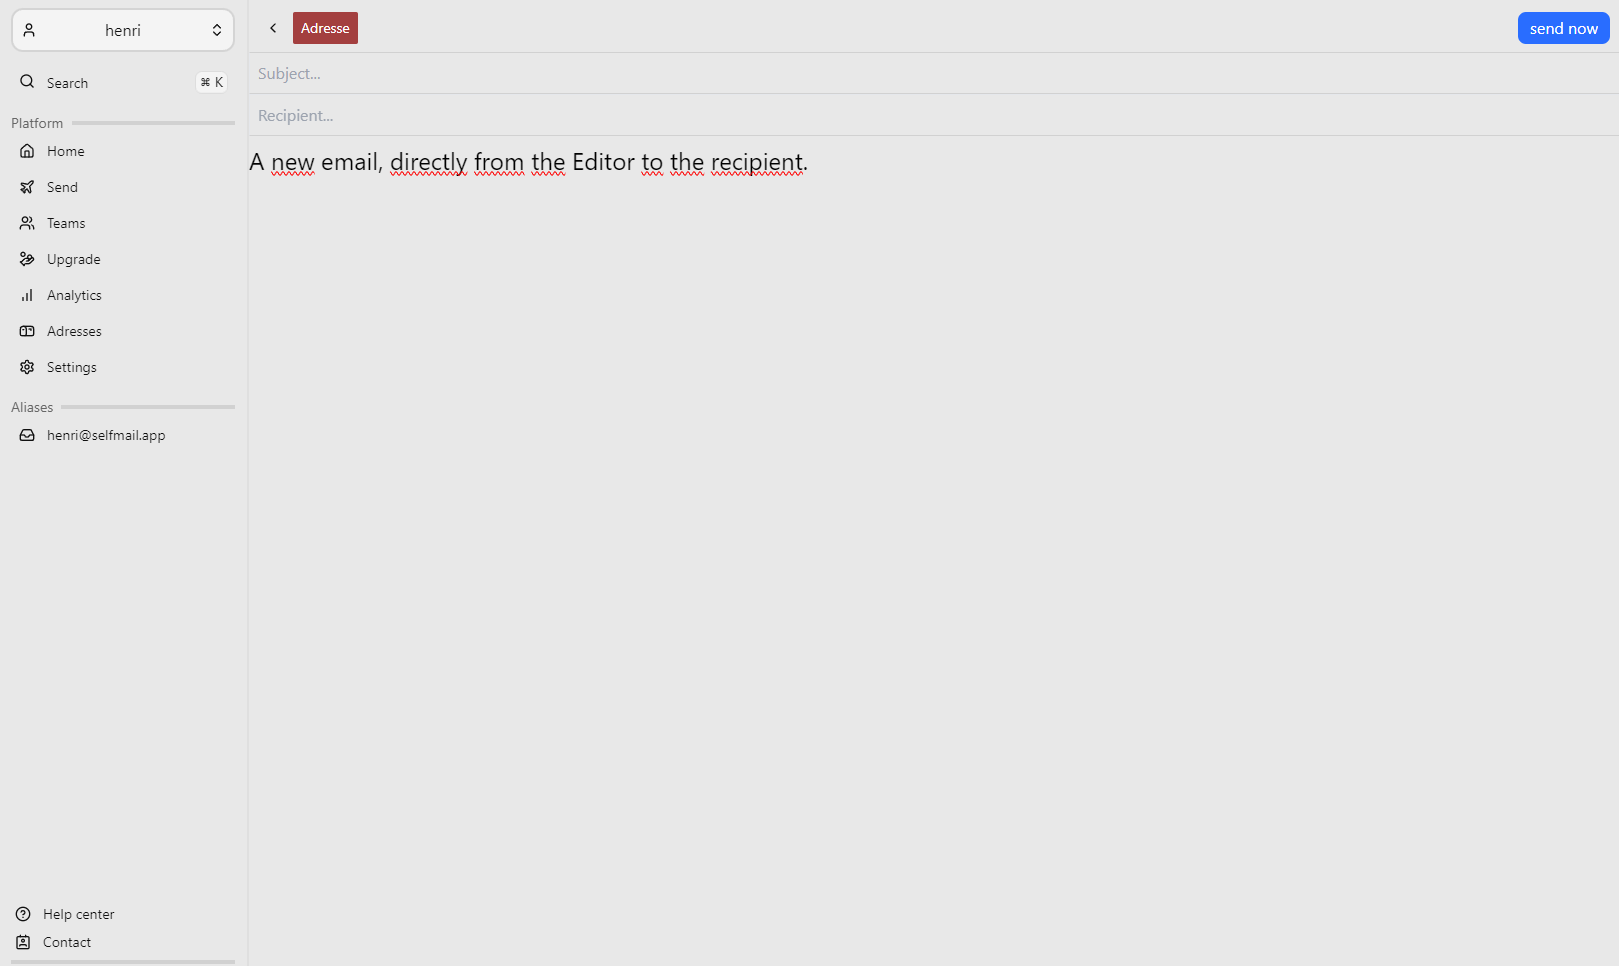 henri
Search
⌘ K
Platform
Home
Send
Teams
Upgrade
Analytics
Adresses
Settings
Aliases
henri@selfmail.app
Help center
Contact
Adresse
send now
Subject...
Recipient...
A new email, directly from the Editor to the recipient.